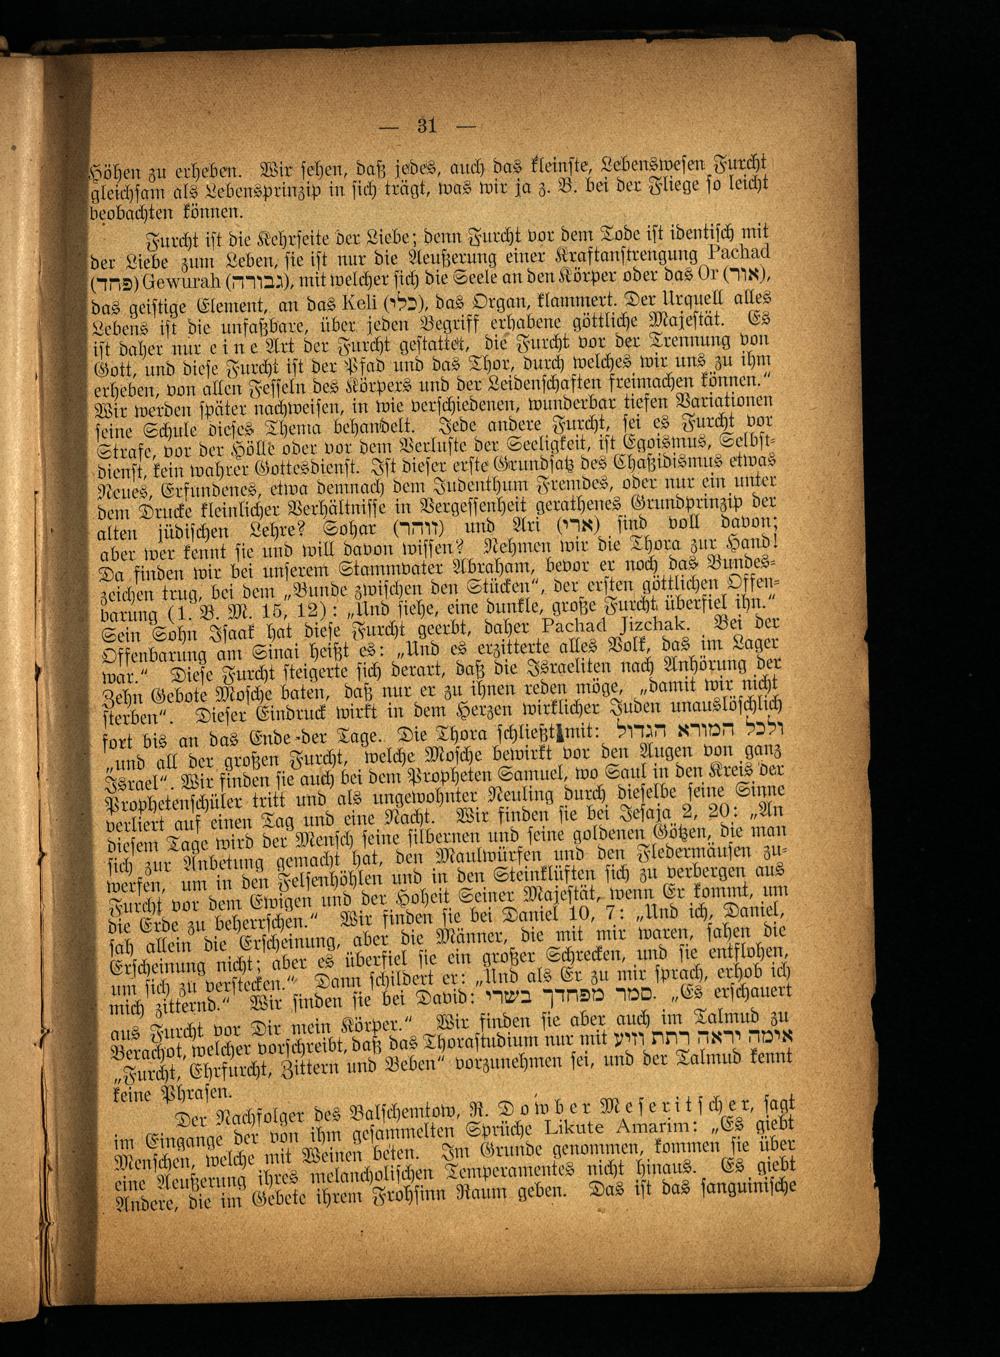 — 31 —
Höhen zu erheben. Wir sehen, daß jedes, auch das kleinste, Lebenswesen Furcht
gleichsam als Lebensprinzip in sich trägt, was wir ja z. B. bei der Fliege so leicht
beobachten können.
Furcht ist die Kehrseite der Liebe; denn Furcht vor dem Tode ist identisch mit
der Liebe zum Leben, sie ist nur die Aeußerung einer Kraftanstrengung Pachad
(פחד) Gewurah (גבורה), mit welcher sich die Seele an den Körper oder das Or (אור),
das geistige Element, an das Keli (כלי), das Organ, klammert. Der Urquell alles
Lebens ist die unfaßbare, über jeden Begriff erhabene göttliche Majestät. Es
ist daher nur eine Art der Furcht gestattet, die Furcht vor der Trennung von
Gott, und diese Furcht ist der Pfad und das Thor, durch welches wir uns zu ihm
erheben, von allen Fesseln des Körpers und der Leidenschaften freimachen können.“
Wir werden später nachweisen, in wie verschiedenen, wunderbar tiefen Variationen
seine Schule dieses Thema behandelt. Jede andere Furcht, sei es Furcht vor
Strafe, vor der Hölle oder vor dem Verluste der Seeligkeit, ist Egoismus, Selbst-
dienst, kein wahrer Gottesdienst. Ist dieser erste Grundsatz des Chaßidismus etwas
Neues, Erfundenes, etwa demnach dem Judenthum Fremdes, oder nur ein unter
dem Drucke kleinlicher Verhältnisse in Vergessenheit gerathenes Grundprinzip der
alten jüdischen Lehre? Sohar (זוהר) und Ari (ארי) sind voll davon;
aber wer kennt sie und will davon wissen? Nehmen wir die Thora zur Hand!
Da finden wir bei unserem Stammvater Abraham, bevor er noch das Bundes-
zeichen trug, bei dem „Bunde zwischen den Stücken“, der ersten göttlichen Offen-
barung (1. B. M. 15, 12): „Und siehe, eine dunkle, große Furcht überfiel ihn.“
Sein Sohn Isaak hat diese Furcht geerbt, daher Pachad Jizchak. Bei der
Offenbarung am Sinai heißt es: „Und es erzitterte alles Volk, das im Lager
war.“ Diese Furcht steigerte sich derart, daß die Israeliten nach Anhörung der
Zehn Gebote Mosche baten, daß nur er zu ihnen reden möge, „damit wir nicht
sterben“. Dieser Eindruck wirkt in dem Herzen wirklicher Juden unauslöschlich
fort bis an das Ende der Tage. Die Thora schließt mit: ולכל המורא הגדול
„und all der großen Furcht, welche Mosche bewirkt vor den Augen von ganz
Israel“. Wir finden sie auch bei dem Propheten Samuel, wo Saul in den Kreis der
Prophetenschüler tritt und als ungewohnter Neuling durch dieselbe seine Sinne
verliert auf einen Tag und eine Nacht. Wir finden sie bei Jesaja 2, 20: „An
diesem Tage wird der Mensch seine silbernen und seine goldenen Götzen, die man
sich zur Anbetung gemacht hat, den Maulwürfen und den Fledermäusen zu-
werfen, um in den Felsenhöhlen und in den Steinklüften sich zu verbergen aus
Furcht vor dem Ewigen und der Hoheit Seiner Majestät, wenn Er kommt, um
die Erde zu beherrschen.“ Wir finden sie bei Daniel 10, 7: „Und ich, Daniel,
sah allein die Erscheinung, aber die Männer, die mit mir waren, sahen die
Erscheinung nicht; aber es überfiel sie ein großer Schrecken, und sie entflohen,
um sich zu verstecken.“ Dann schildert er: „Und als Er zu mir sprach, erhob ich
mich zitternd.“ Wir finden sie bei David: סמר מפחדך בשרי. „Es erschauert
aus Furcht vor Dir mein Körper.“ Wir finden sie aber auch im Talmud zu
Berachot, welcher vorschreibt, daß das Thorastudium nur mit אימה יראה רתת וזיע
„Furcht, Ehrfurcht, Zittern und Beben“ vorzunehmen sei, und der Talmud kennt
keine Phrasen.
Der Nachfolger des Balschemtow, R. Dowber Meseritscher, sagt
im Eingange der von ihm gesammelten Sprüche Likute Amarim: „Es giebt
Menschen, welche mit Weinen beten. Im Grunde genommen, kommen sie über
eine Aeußerung ihres melancholischen Temperamentes nicht hinaus. Es giebt
Andere, die im Gebete ihrem Frohsinn Raum geben. Das ist das sanguinische